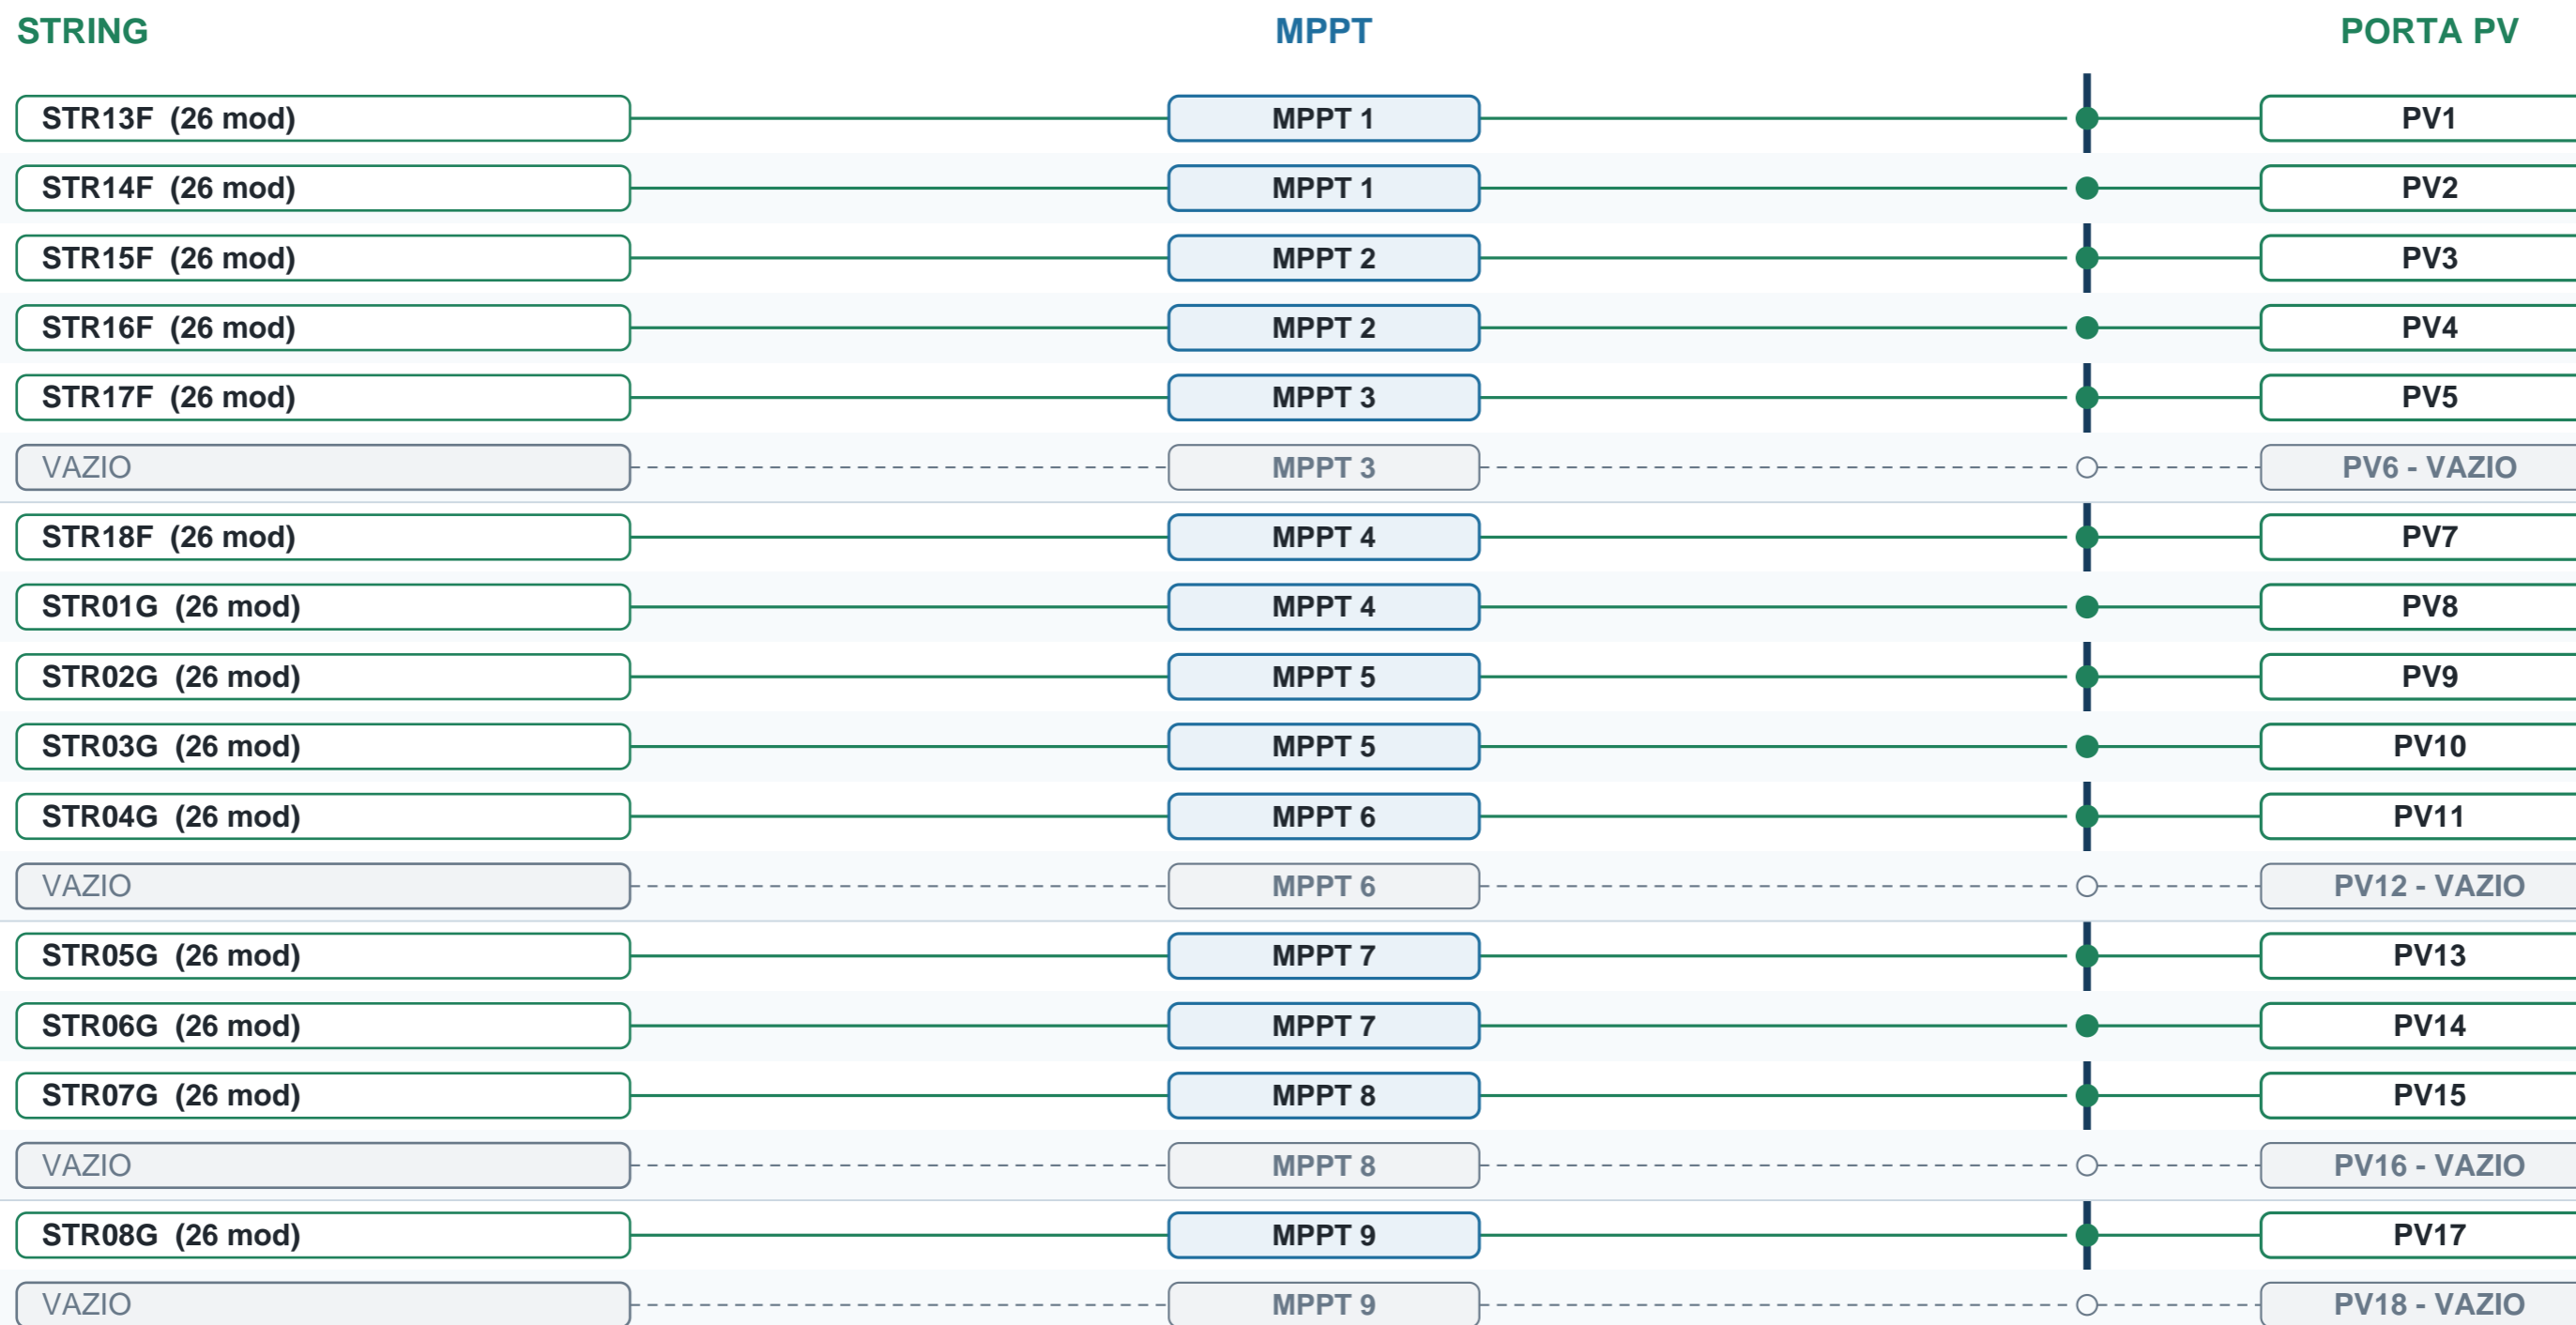 STRING MPPT PORTA PV
STR13F (26 mod) MPPT 1 PV1
STR14F (26 mod) MPPT 1 PV2
STR15F (26 mod) MPPT 2 PV3
STR16F (26 mod) MPPT 2 PV4
STR17F (26 mod) MPPT 3 PV5
VAZIO MPPT 3 PV6 - VAZIO
STR18F (26 mod) MPPT 4 PV7
STR01G (26 mod) MPPT 4 PV8
STR02G (26 mod) MPPT 5 PV9
STR03G (26 mod) MPPT 5 PV10
STR04G (26 mod) MPPT 6 PV11
VAZIO MPPT 6 PV12 - VAZIO
STR05G (26 mod) MPPT 7 PV13
STR06G (26 mod) MPPT 7 PV14
STR07G (26 mod) MPPT 8 PV15
VAZIO MPPT 8 PV16 - VAZIO
STR08G (26 mod) MPPT 9 PV17
VAZIO MPPT 9 PV18 - VAZIO